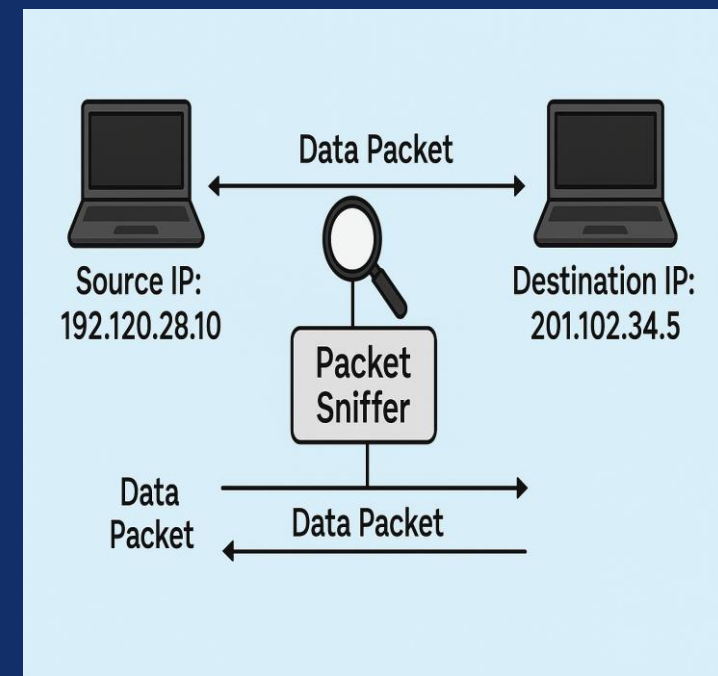 Data Packet
Source IP:
192.120.28.10
Destination IP:
201.102.34.5
Packet
Sniffer
Data
Packet
Data Packet